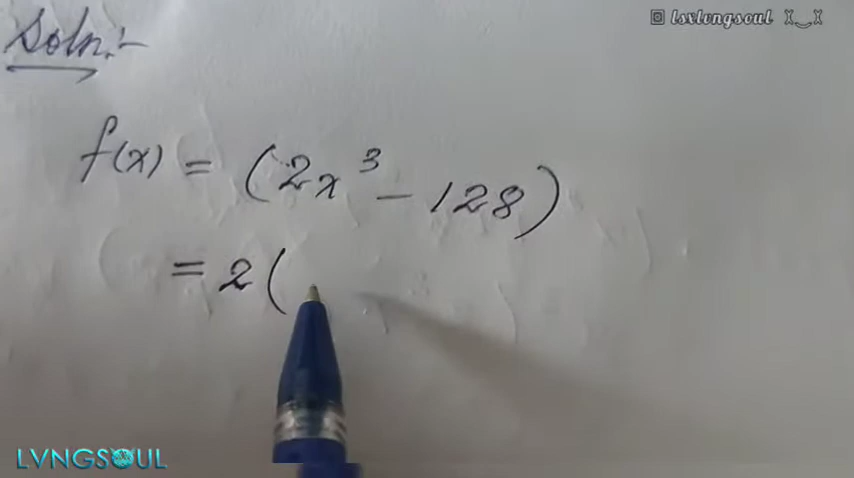 lsxlvngsoul
Soln:-
f(x) = (2x³ - 128)
= 2(
LVNGSOUL